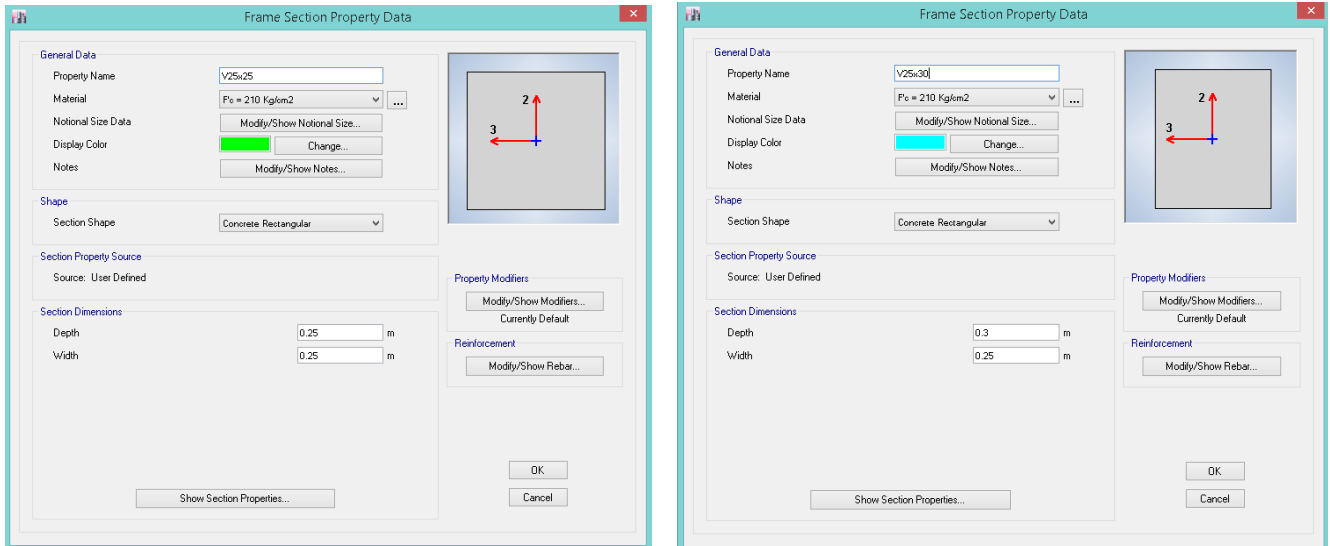 Frame Section Property Data
General Data
Property Name V25x25
Material F'c = 210 Kg/cm2 ...
Notional Size Data Modify/Show Notional Size...
Display Color Change...
Notes Modify/Show Notes...
2
3
Shape
Section Shape Concrete Rectangular
Section Property Source
Source: User Defined
Property Modifiers
Modify/Show Modifiers...
Currently Default
Section Dimensions
Depth 0.25 m
Width 0.25 m
Reinforcement
Modify/Show Rebar...
Show Section Properties...
OK
Cancel
Frame Section Property Data
General Data
Property Name V25x30
Material F'c = 210 Kg/cm2 ...
Notional Size Data Modify/Show Notional Size...
Display Color Change...
Notes Modify/Show Notes...
2
3
Shape
Section Shape Concrete Rectangular
Section Property Source
Source: User Defined
Property Modifiers
Modify/Show Modifiers...
Currently Default
Section Dimensions
Depth 0.3 m
Width 0.25 m
Reinforcement
Modify/Show Rebar...
Show Section Properties...
OK
Cancel